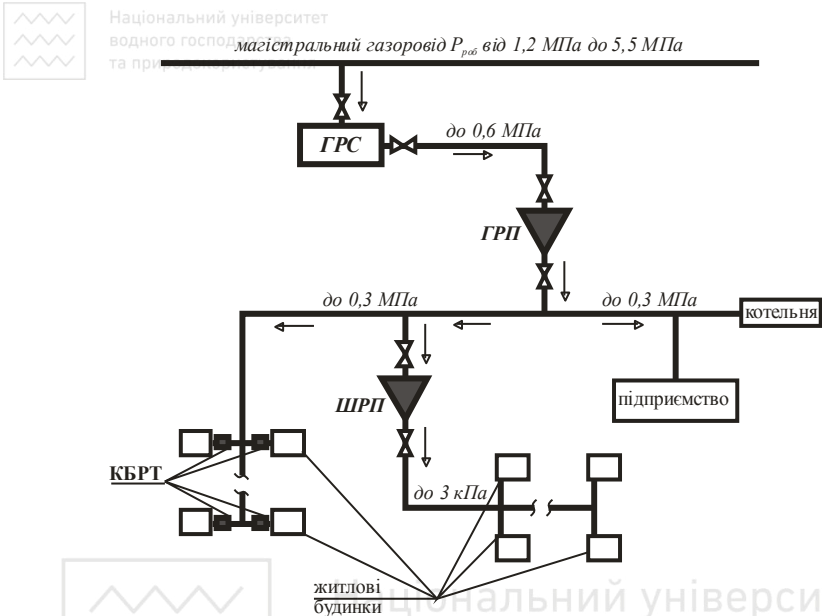 Національний університет
водного господарства
та природокористування
магістральний газоровід Pроб від 1,2 МПа до 5,5 МПа
до 0,6 МПа
ГРС
ГРП
до 0,3 МПа
до 0,3 МПа
котельня
ШРП
підприємство
КБРТ
до 3 кПа
житлові
будинки
Національний універси